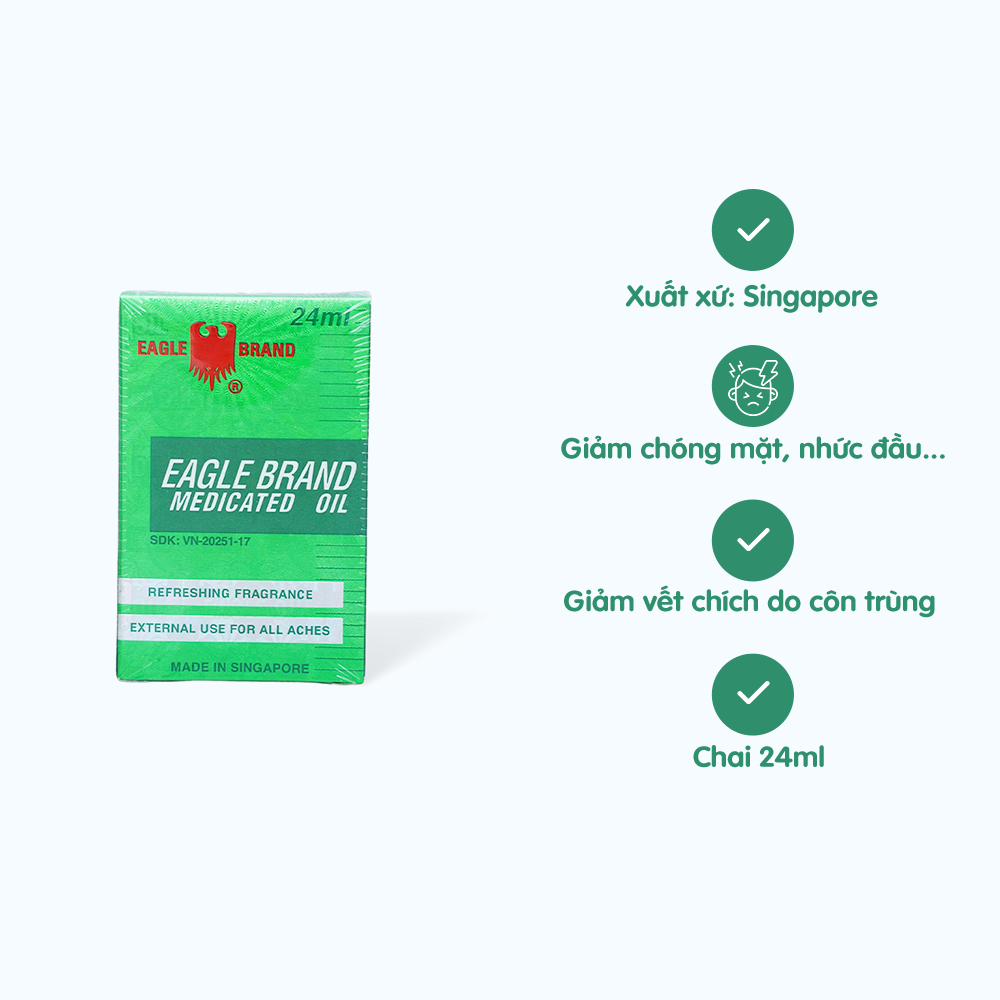 24ml
EAGLE BRAND
®
EAGLE BRAND
MEDICATED OIL
SDK: VN-20251-17
REFRESHING FRAGRANCE
EXTERNAL USE FOR ALL ACHES
MADE IN SINGAPORE
Xuất xứ: Singapore
Giảm chóng mặt, nhức đầu...
Giảm vết chích do côn trùng
Chai 24ml